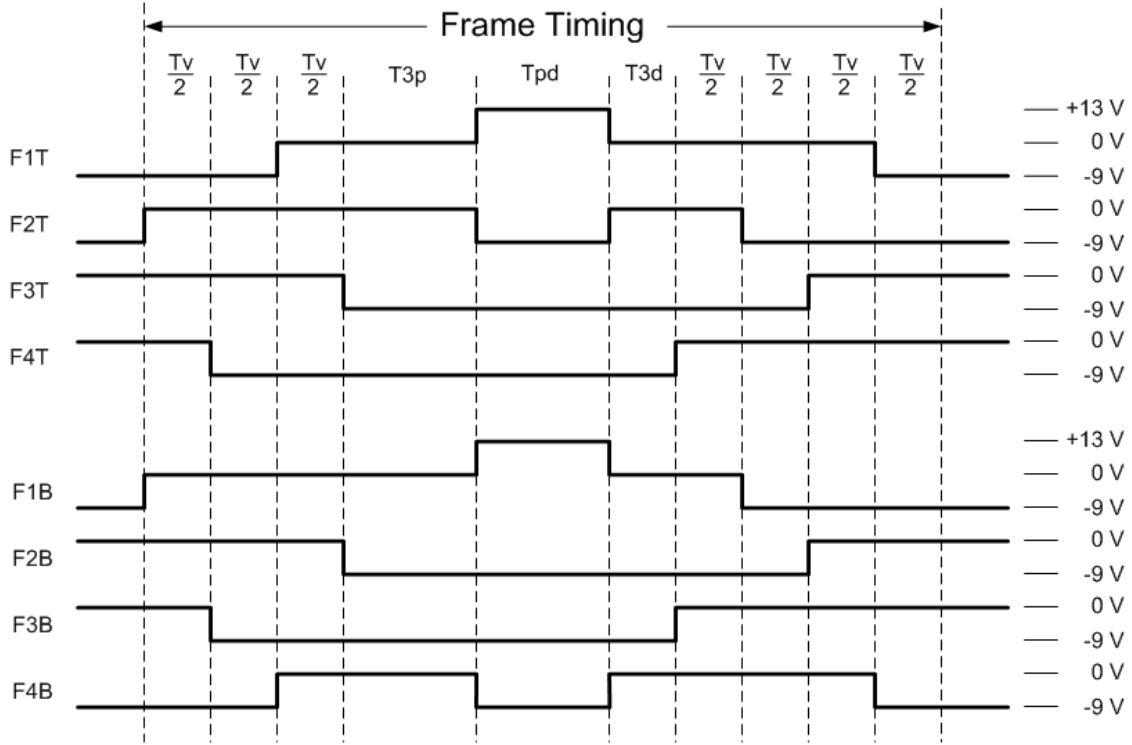 Frame Timing
Tv/2 Tv/2 Tv/2 T3p Tpd T3d Tv/2 Tv/2 Tv/2 Tv/2
+13 V
F1T 0 V
-9 V
F2T 0 V
-9 V
F3T 0 V
-9 V
F4T 0 V
-9 V
+13 V
F1B 0 V
-9 V
F2B 0 V
-9 V
F3B 0 V
-9 V
F4B 0 V
-9 V